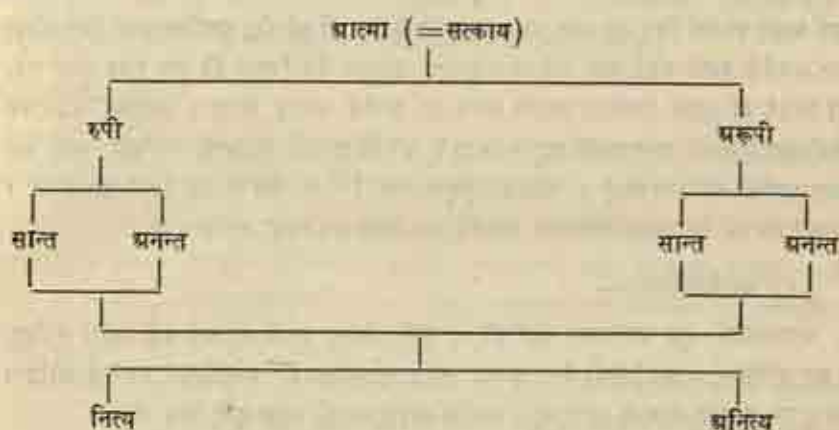 आत्मा (=सत्काय)
रुपी अरूपी
सान्त अनन्त सान्त अनन्त
नित्य अनित्य